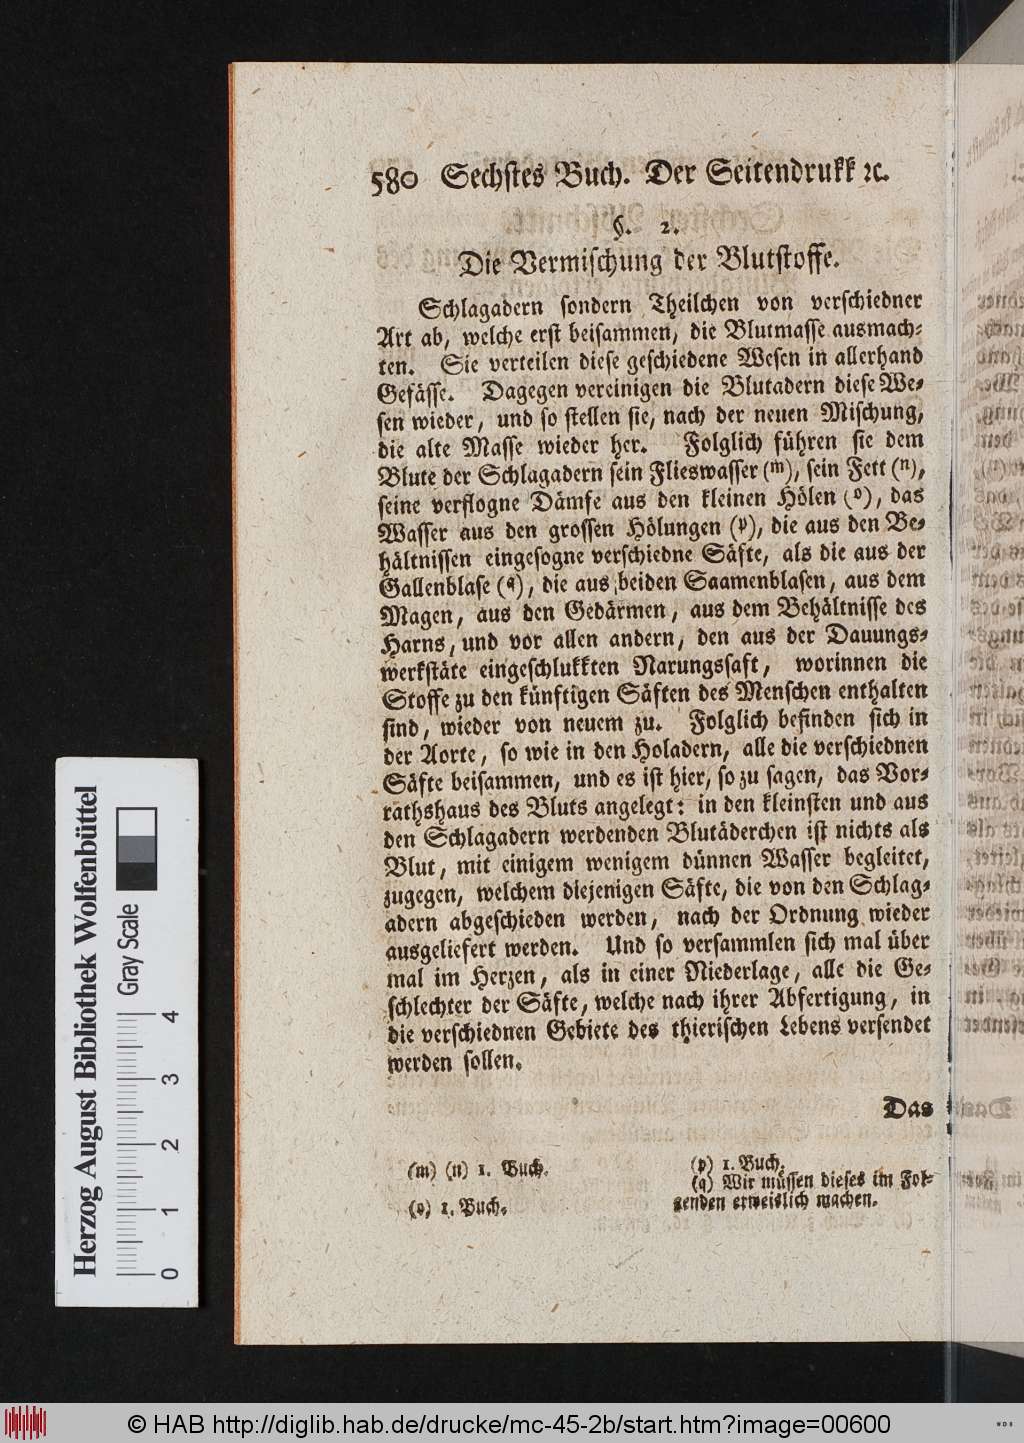 580 Sechstes Buch. Der Seitendrukk ꝛc.
§. 2.
Die Vermischung der Blutstoffe.
Schlagadern sondern Theilchen von verschiedner
Art ab, welche erst beisammen, die Blutmasse ausmach-
ten. Sie verteilen diese geschiedene Wesen in allerhand
Gefässe. Dagegen vereinigen die Blutadern diese We-
sen wieder, und so stellen sie, nach der neuen Mischung,
die alte Masse wieder her. Folglich führen sie dem
Blute der Schlagadern sein Flieswasser (m), sein Fett (n),
seine verflogne Dämfe aus den kleinen Hölen (o), das
Wasser aus den grossen Hölungen (p), die aus den Be-
hältnissen eingesogne verschiedne Säfte, als die aus der
Gallenblase (q), die aus beiden Saamenblasen, aus dem
Magen, aus den Gedärmen, aus dem Behältnisse des
Harns, und vor allen andern, den aus der Dauungs-
werkstäte eingeschlukkten Narungssaft, worinnen die
Stoffe zu den künftigen Säften des Menschen enthalten
sind, wieder von neuem zu. Folglich befinden sich in
der Aorte, so wie in den Holadern, alle die verschiednen
Säfte beisammen, und es ist hier, so zu sagen, das Vor-
rathshaus des Bluts angelegt: in den kleinsten und aus
den Schlagadern werdenden Blutäderchen ist nichts als
Blut, mit einigem wenigem dünnen Wasser begleitet,
zugegen, welchem diejenigen Säfte, die von den Schlag-
adern abgeschieden werden, nach der Ordnung wieder
ausgeliefert werden. Und so versammlen sich mal über
mal im Herzen, als in einer Niederlage, alle die Ge-
schlechter der Säfte, welche nach ihrer Abfertigung, in
die verschiednen Gebiete des thierischen Lebens versendet
werden sollen.
Das
(m) (n) 1. Buch.
(o) 1. Buch.
(p) 1. Buch.
(q) Wir müssen dieses im Fol-
genden erweislich machen.
Herzog August Bibliothek Wolfenbüttel
Gray Scale
0 1 2 3 4
© HAB http://diglib.hab.de/drucke/mc-45-2b/start.htm?image=00600